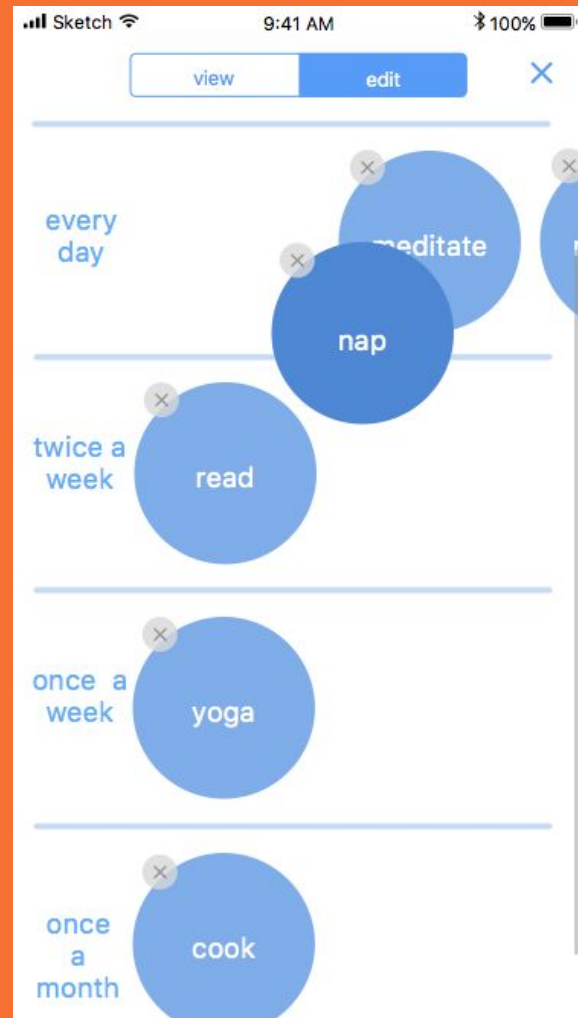 Sketch 9:41 AM 100%
view edit
every
day
meditate
nap
twice a
week
read
once a
week
yoga
once
a
month
cook